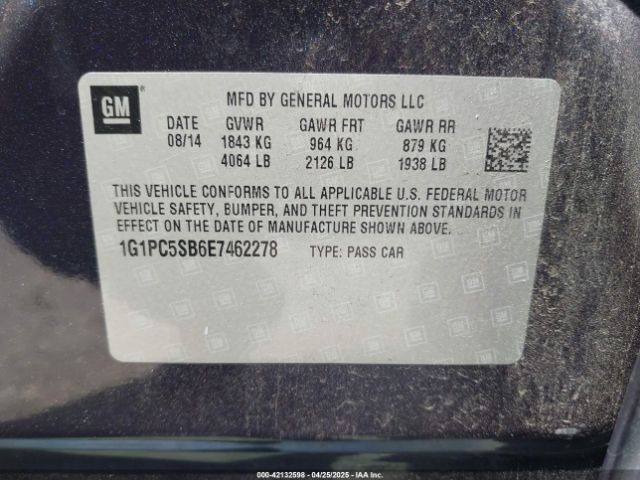 GM
MFD BY GENERAL MOTORS LLC
DATE GVWR GAWR FRT GAWR RR
08/14 1843 KG 964 KG 879 KG
4064 LB 2126 LB 1938 LB
THIS VEHICLE CONFORMS TO ALL APPLICABLE U.S. FEDERAL MOTOR
VEHICLE SAFETY, BUMPER, AND THEFT PREVENTION STANDARDS IN
EFFECT ON THE DATE OF MANUFACTURE SHOWN ABOVE.
1G1PC5SB6E7462278 TYPE: PASS CAR
000-42132598 - 04/25/2025 - IAAI.COM